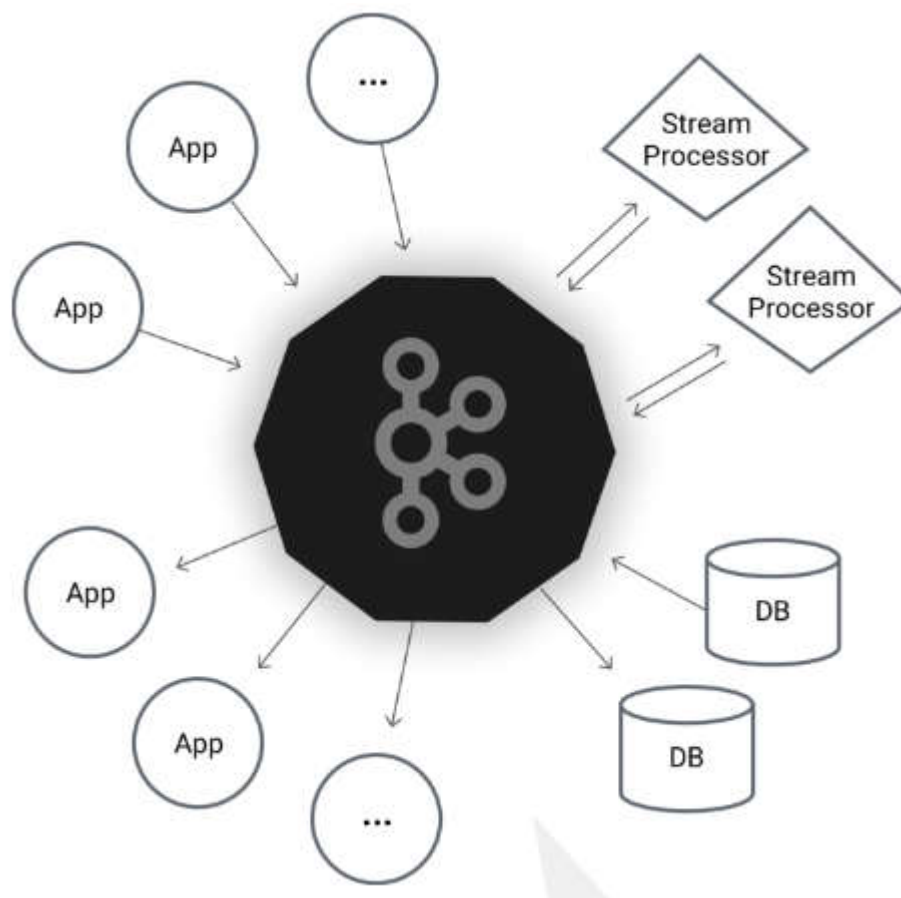 ...
App
App
Stream
Processor
Stream
Processor
App
DB
App
DB
...